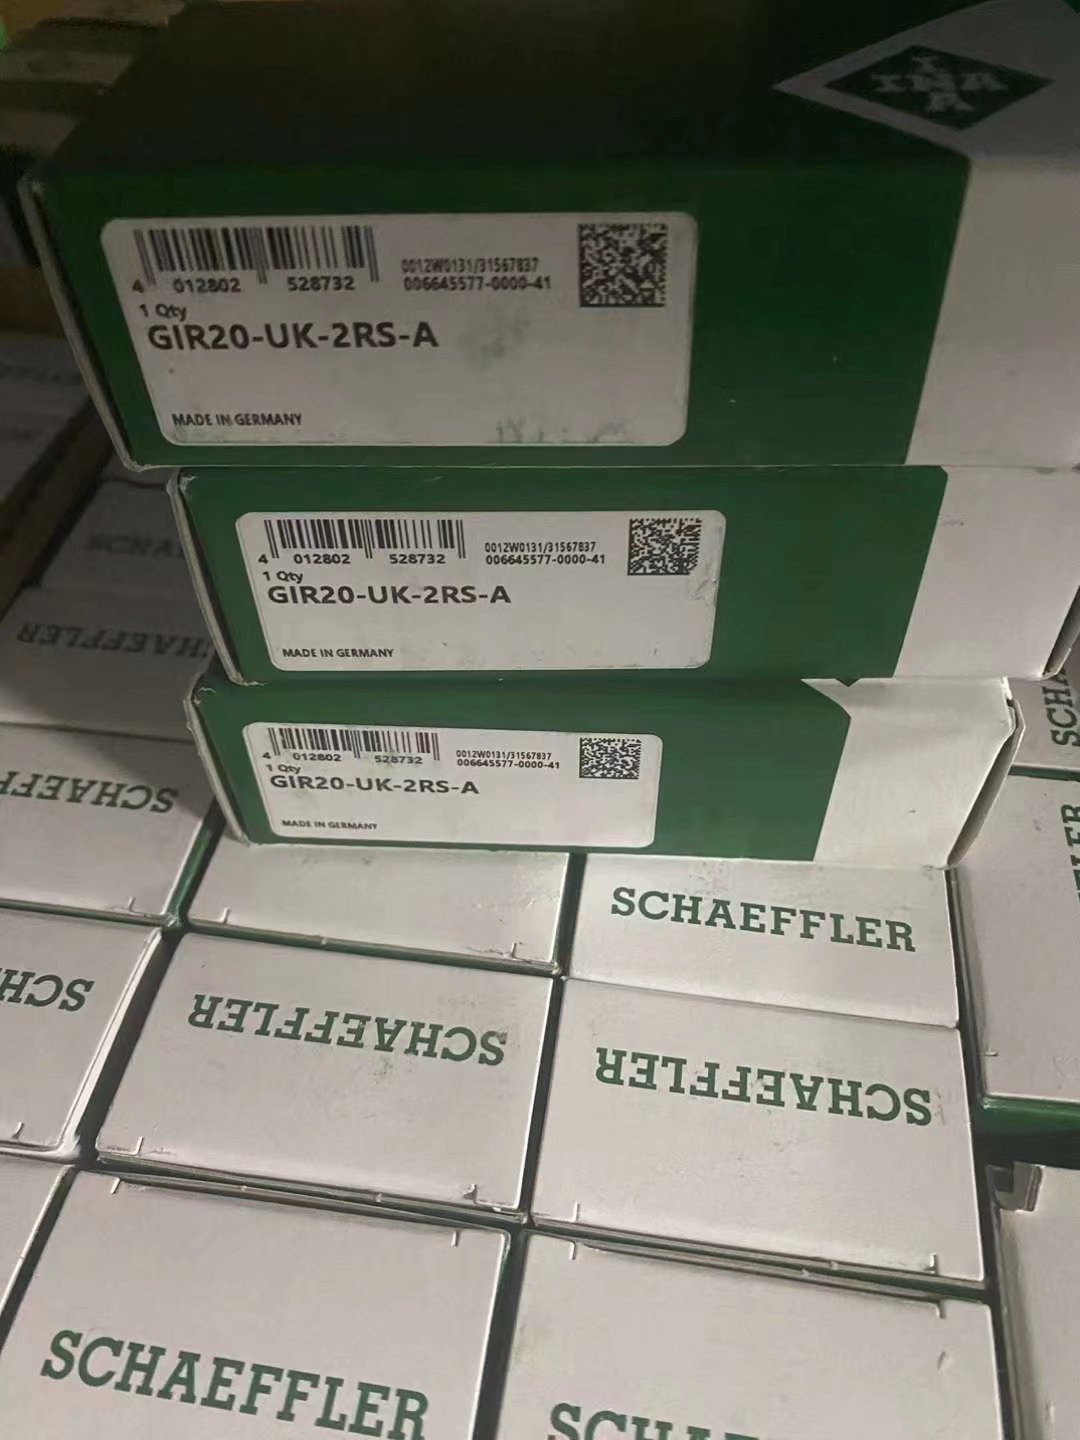 INA
4 012802 528732
0012W0131/31567837
006645577-0000-41
1 Qty
GIR20-UK-2RS-A
MADE IN GERMANY
4 012802 528732
0012W0131/31567837
006645577-0000-41
1 Qty
GIR20-UK-2RS-A
MADE IN GERMANY
4 012802 528732
0012W0131/31567837
006645577-0000-41
1 Qty
GIR20-UK-2RS-A
MADE IN GERMANY
SCHAEFFLER
SCHAEFFLER
SCHAEFFLER
SCHAEFFLER
SCHAEFFLER
SCHAEFFLER